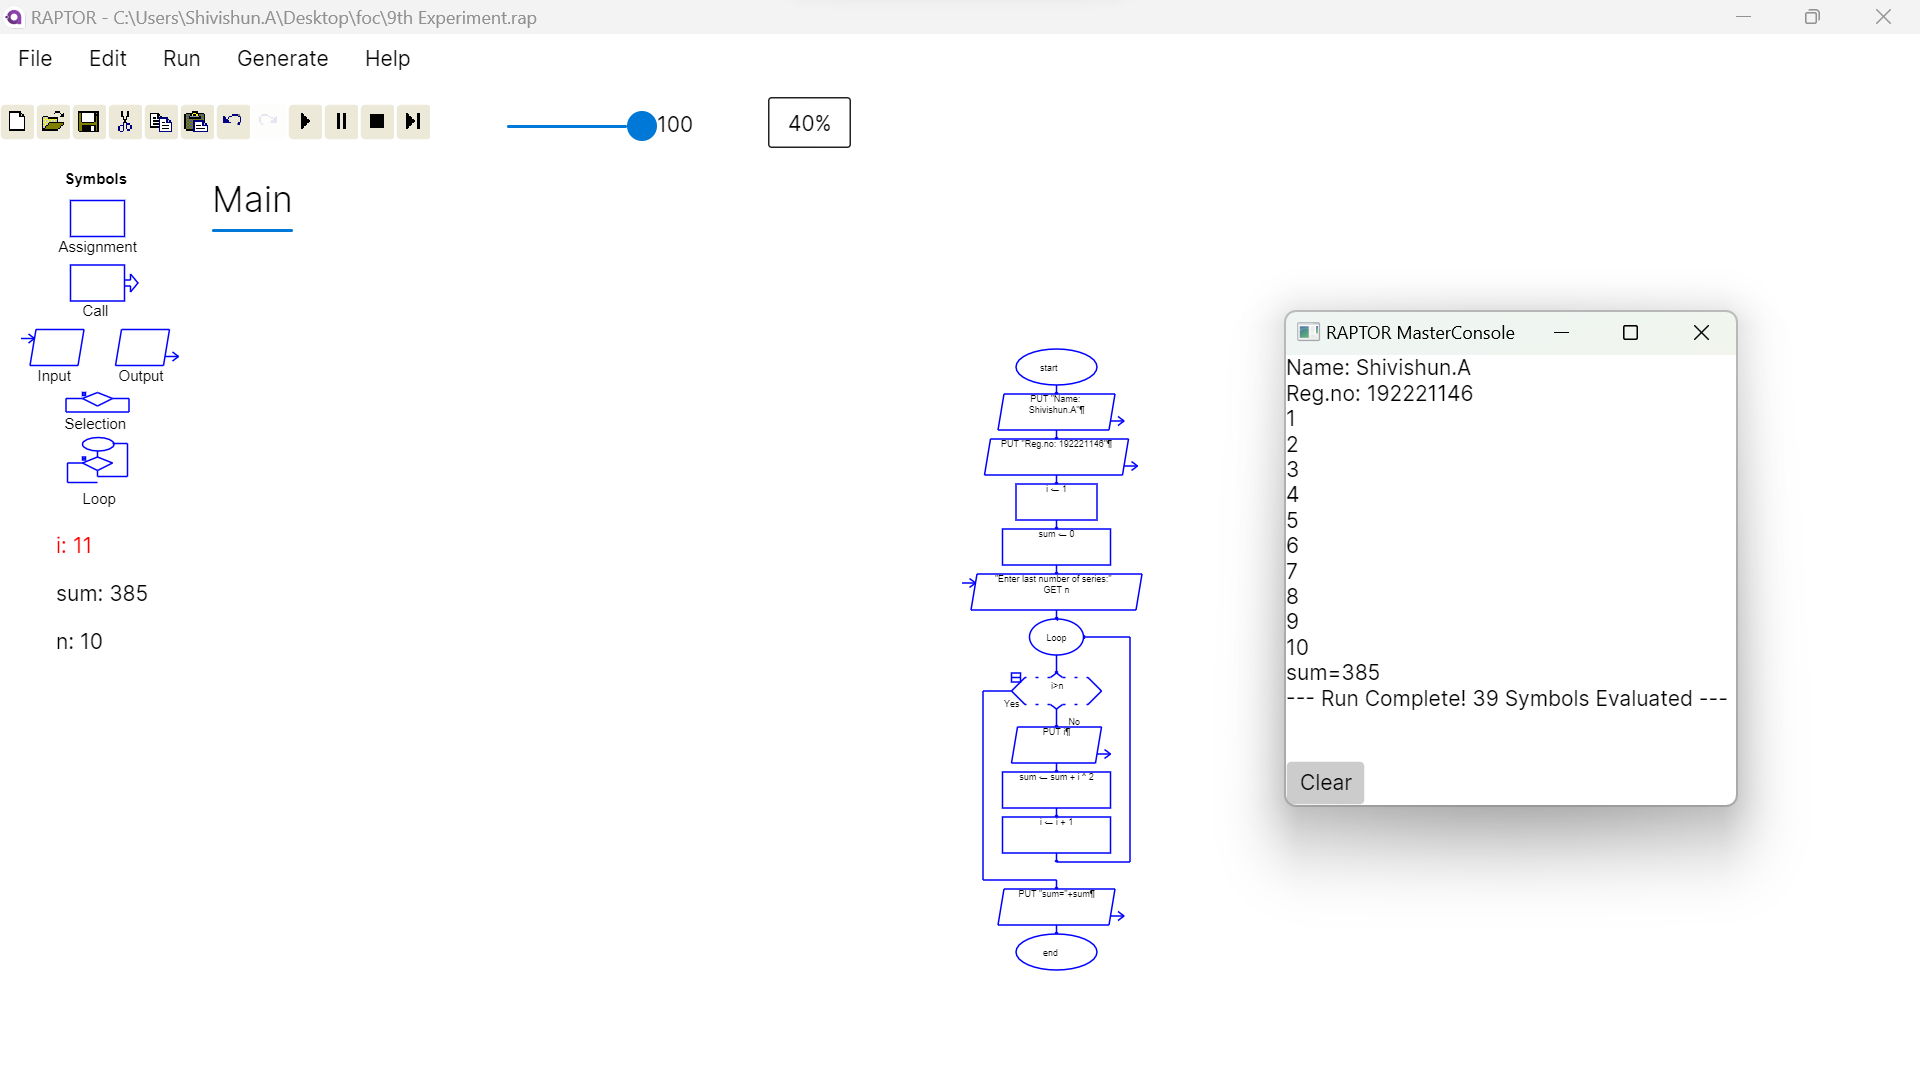 RAPTOR - C:\Users\Shivishun.A\Desktop\foc\9th Experiment.rap
File Edit Run Generate Help
100
40%
Symbols
Assignment
Call
Input Output
Selection
Loop
i: 11
sum: 385
n: 10
Main
start
PUT "Name:
Shivishun.A"¶
PUT "Reg.no: 192221146"¶
i ← 1
sum ← 0
"Enter last number of series:"
GET n
Loop
i>n
Yes
No
PUT i¶
sum ← sum + i ^ 2
i ← i + 1
PUT "sum="+sum¶
end
RAPTOR MasterConsole
Name: Shivishun.A
Reg.no: 192221146
1
2
3
4
5
6
7
8
9
10
sum=385
--- Run Complete! 39 Symbols Evaluated ---
Clear